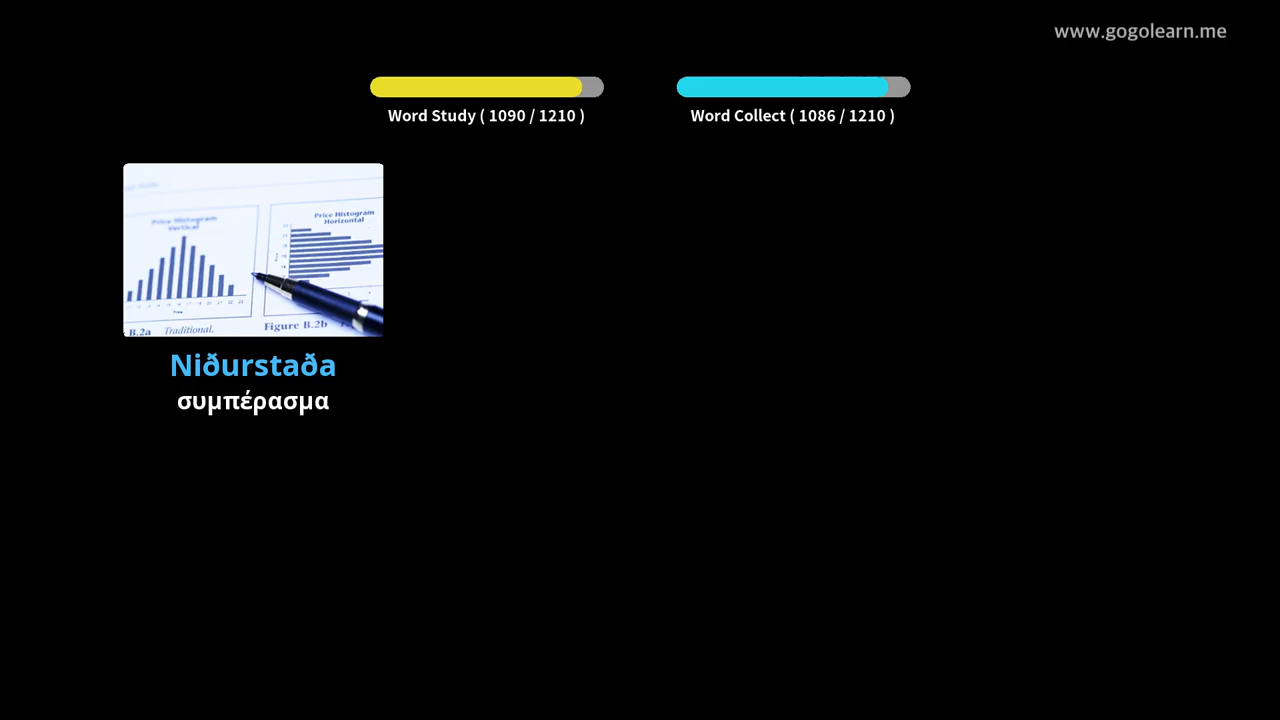 www.gogolearn.me
Word Study ( 1090 / 1210 )
Word Collect ( 1086 / 1210 )
Price Histogram
Vertical
Price Histogram
Horizontal
B.2a Traditional.
Figure B.2b
Niðurstaða
συμπέρασμα